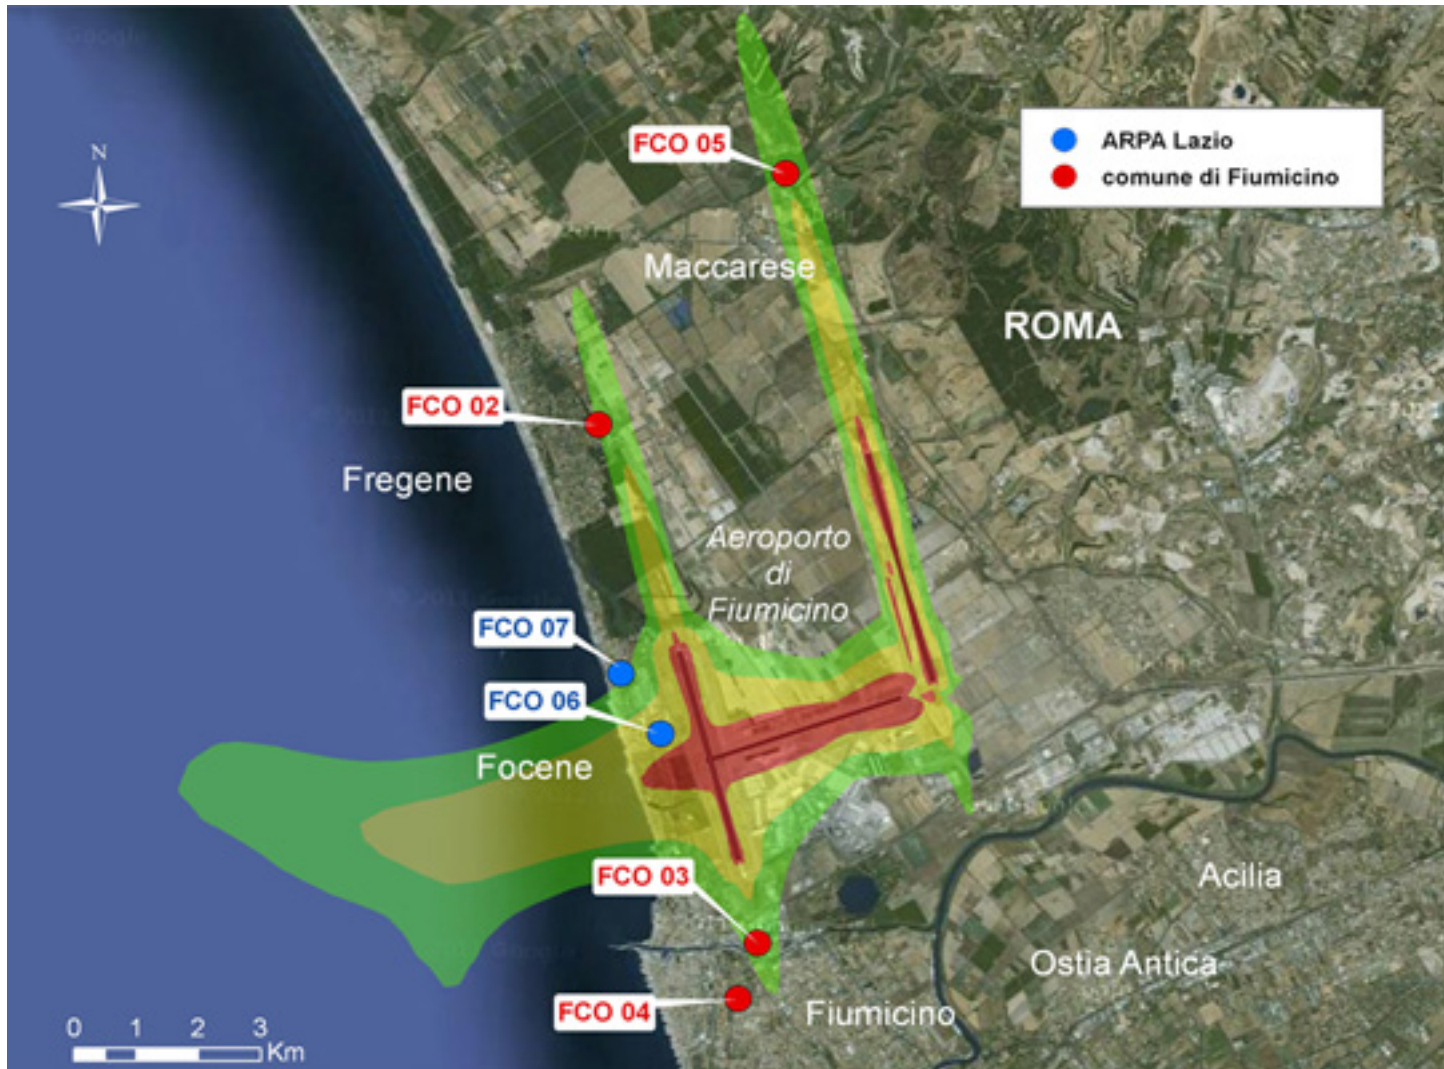 Google
N
FCO 05
ARPA Lazio
comune di Fiumicino
Maccarese
ROMA
FCO 02
Fregene
Aeroporto
di
Fiumicino
FCO 07
FCO 06
Focene
FCO 03
Acilia
Ostia Antica
FCO 04
Fiumicino
0 1 2 3
Km